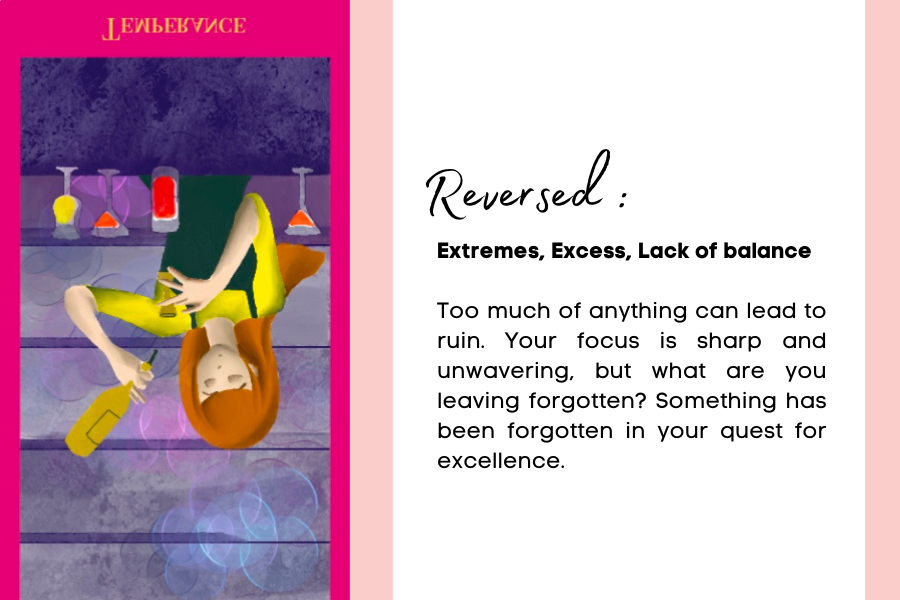 TEMPERANCE
Reversed :
Extremes, Excess, Lack of balance
Too much of anything can lead to
ruin. Your focus is sharp and
unwavering, but what are you
leaving forgotten? Something has
been forgotten in your quest for
excellence.